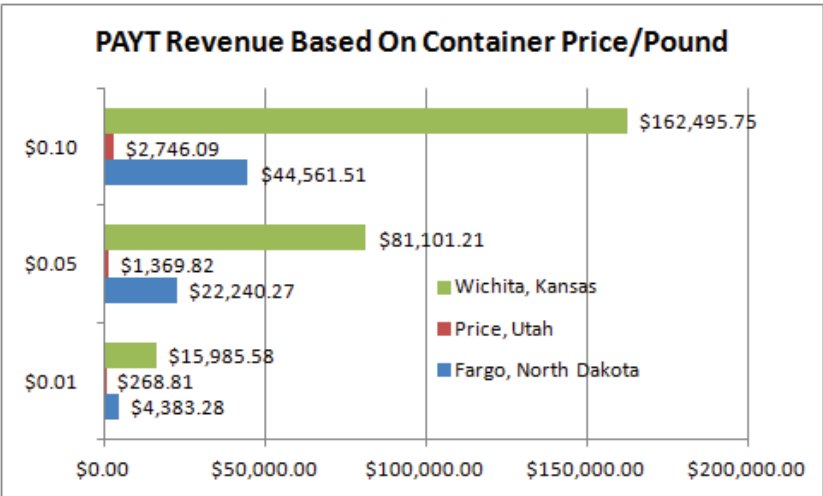 PAYT Revenue Based On Container Price/Pound
$0.10
$162,495.75
$2,746.09
$44,561.51
$0.05
$81,101.21
$1,369.82
$22,240.27
Wichita, Kansas
Price, Utah
Fargo, North Dakota
$0.01
$15,985.58
$268.81
$4,383.28
$0.00 $50,000.00 $100,000.00 $150,000.00 $200,000.00